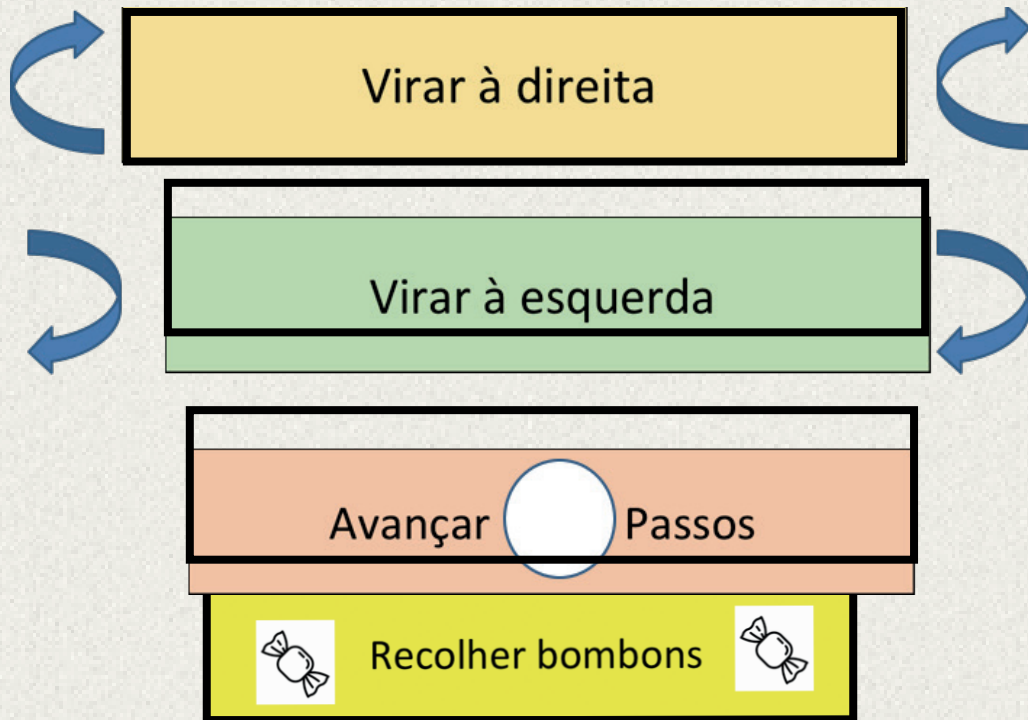 Virar à direita
Virar à esquerda
Avançar Passos
Recolher bombons